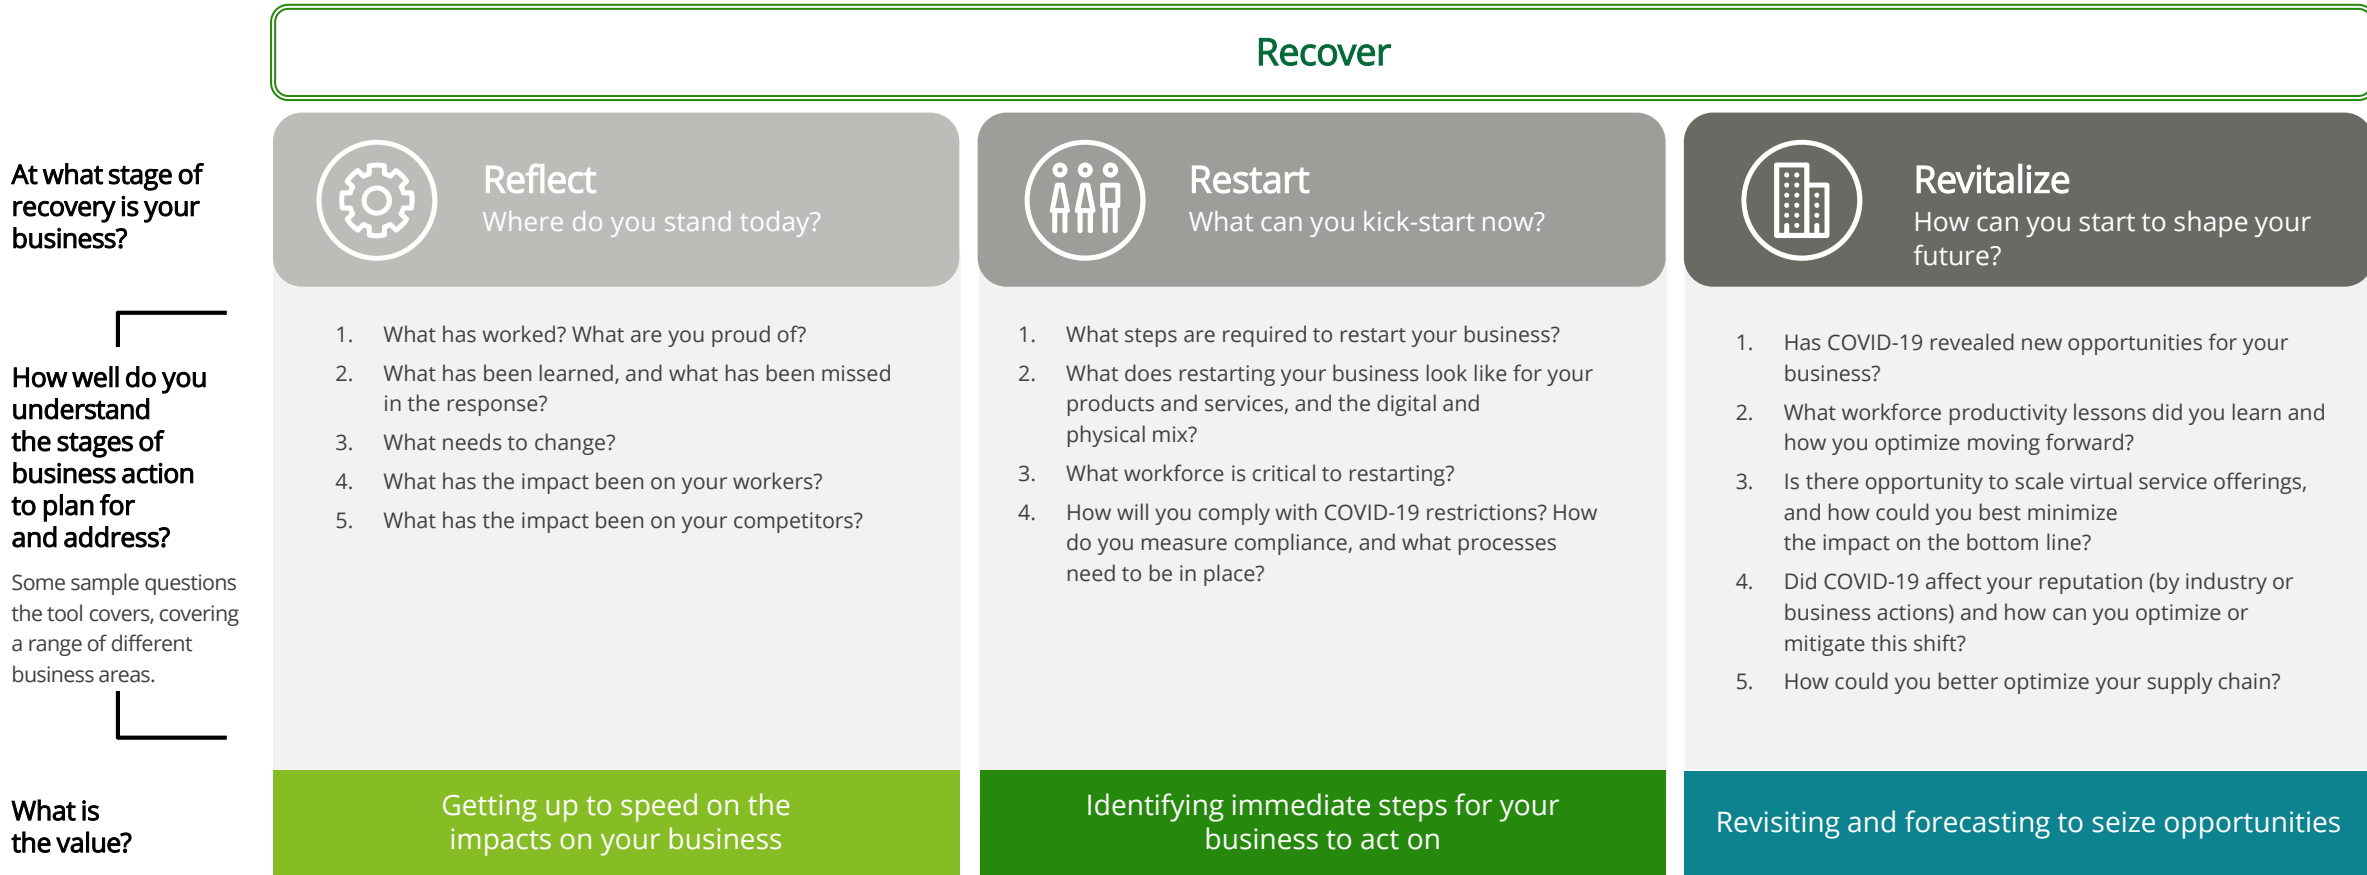 Recover
At what stage of
recovery is your
business?
Reflect
Where do you stand today?
Restart
What can you kick-start now?
Revitalize
How can you start to shape your
future?
How well do you
understand
the stages of
business action
to plan for
and address?
Some sample questions
the tool covers, covering
a range of different
business areas.
1. What has worked? What are you proud of?
2. What has been learned, and what has been missed
in the response?
3. What needs to change?
4. What has the impact been on your workers?
5. What has the impact been on your competitors?
1. What steps are required to restart your business?
2. What does restarting your business look like for your
products and services, and the digital and
physical mix?
3. What workforce is critical to restarting?
4. How will you comply with COVID-19 restrictions? How
do you measure compliance, and what processes
need to be in place?
1. Has COVID-19 revealed new opportunities for your
business?
2. What workforce productivity lessons did you learn and
how you optimize moving forward?
3. Is there opportunity to scale virtual service offerings,
and how could you best minimize
the impact on the bottom line?
4. Did COVID-19 affect your reputation (by industry or
business actions) and how can you optimize or
mitigate this shift?
5. How could you better optimize your supply chain?
What is
the value?
Getting up to speed on the
impacts on your business
Identifying immediate steps for your
business to act on
Revisiting and forecasting to seize opportunities